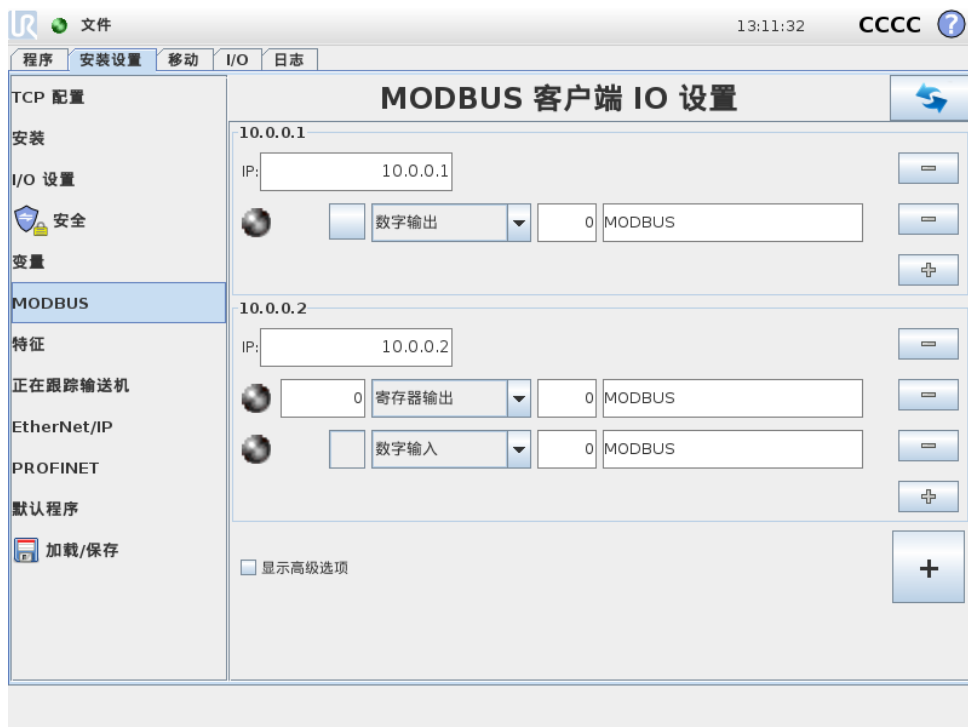 UR 文件 13:11:32 CCCC ?
程序 安装设置 移动 I/O 日志
TCP 配置
安装
I/O 设置
安全
变量
MODBUS
特征
正在跟踪输送机
EtherNet/IP
PROFINET
默认程序
加载/保存
MODBUS 客户端 IO 设置
10.0.0.1
IP: 10.0.0.1
数字输出 0 MODBUS
10.0.0.2
IP: 10.0.0.2
0 寄存器输出 0 MODBUS
数字输入 0 MODBUS
显示高级选项
+